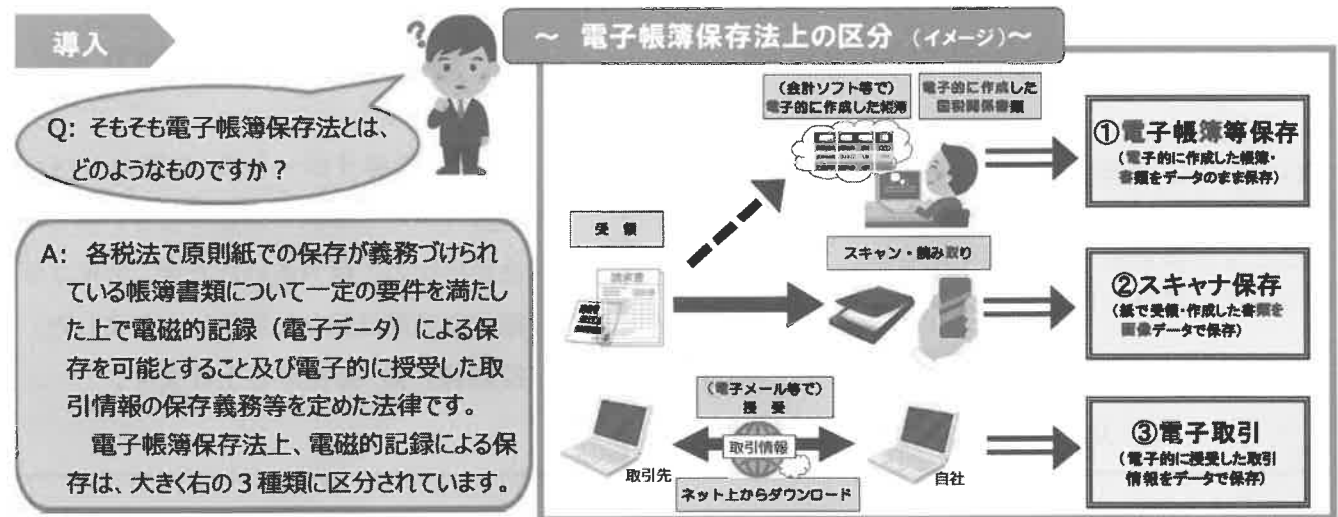 導入
Q: そもそも電子帳簿保存法とは、
どのようなものですか？
A: 各税法で原則紙での保存が義務づけられ
ている帳簿書類について一定の要件を満たし
た上で電磁的記録（電子データ）による保
存を可能とすること及び電子的に授受した取
引情報の保存義務等を定めた法律です。
電子帳簿保存法上、電磁的記録による保
存は、大きく右の３種類に区分されています。
～ 電子帳簿保存法上の区分 （イメージ）～
（会計ソフト等で）
電子的に作成した帳簿
電子的に作成した
国税関係書類
①電子帳簿等保存
（電子的に作成した帳簿・
書類をデータのまま保存）
受 領
請求書
スキャン・読み取り
②スキャナ保存
（紙で受領・作成した書類を
画像データで保存）
（電子メール等で）
授 受
取引情報
取引先
自社
ネット上からダウンロード
③電子取引
（電子的に授受した取引
情報をデータで保存）